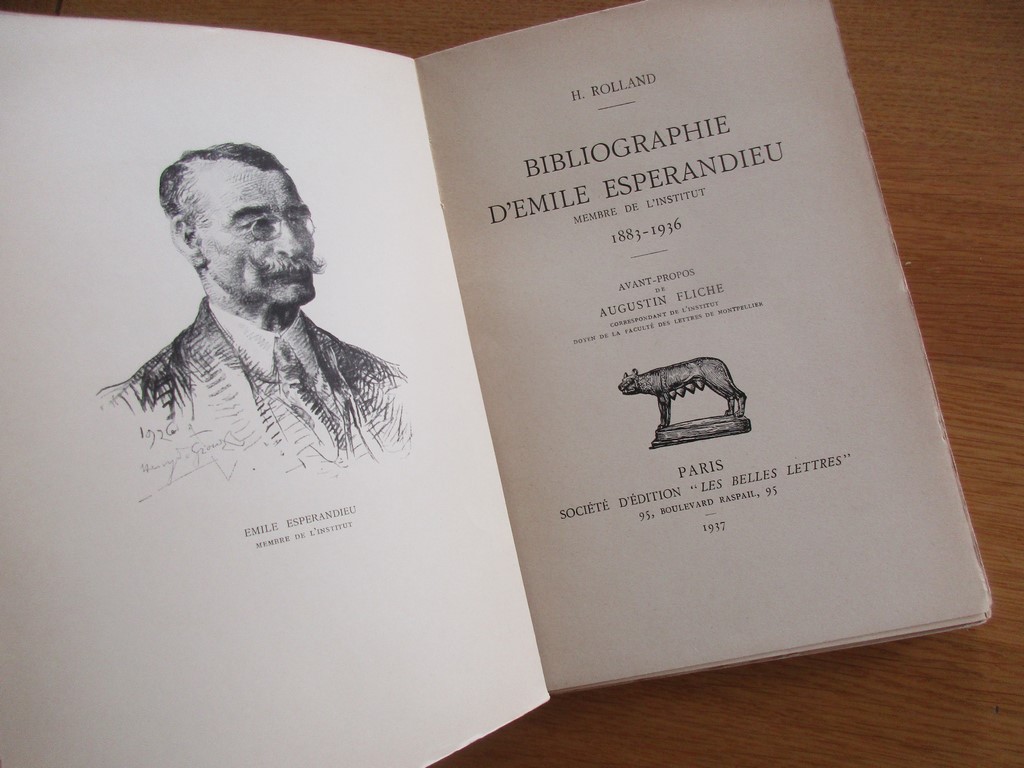 1926
EMILE ESPERANDIEU
MEMBRE DE L'INSTITUT
H. ROLLAND
BIBLIOGRAPHIE
D'EMILE ESPERANDIEU
MEMBRE DE L'INSTITUT
1883-1936
AVANT-PROPOS
DE
AUGUSTIN FLICHE
CORRESPONDANT DE L'INSTITUT
DOYEN DE LA FACULTÉ DES LETTRES DE MONTPELLIER
PARIS
SOCIÉTÉ D'ÉDITION "LES BELLES LETTRES"
95, BOULEVARD RASPAIL, 95
1937